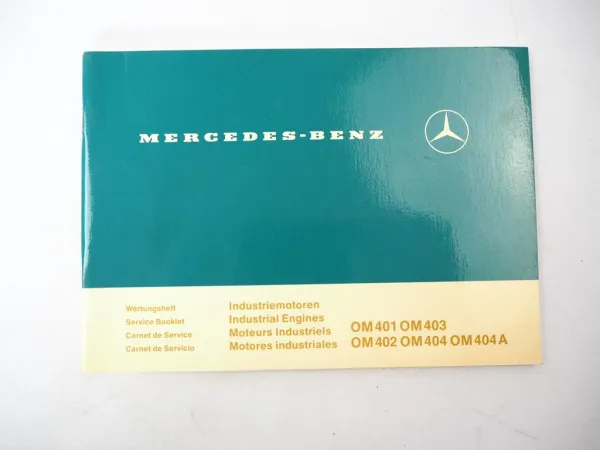 MERCEDES-BENZ
Wartungsheft
Service Booklet
Carnet de Service
Carnet de Servicio
Industriemotoren
Industrial Engines
Moteurs Industriels
Motores industriales
OM 401 OM 403
OM 402 OM 404 OM 404 A